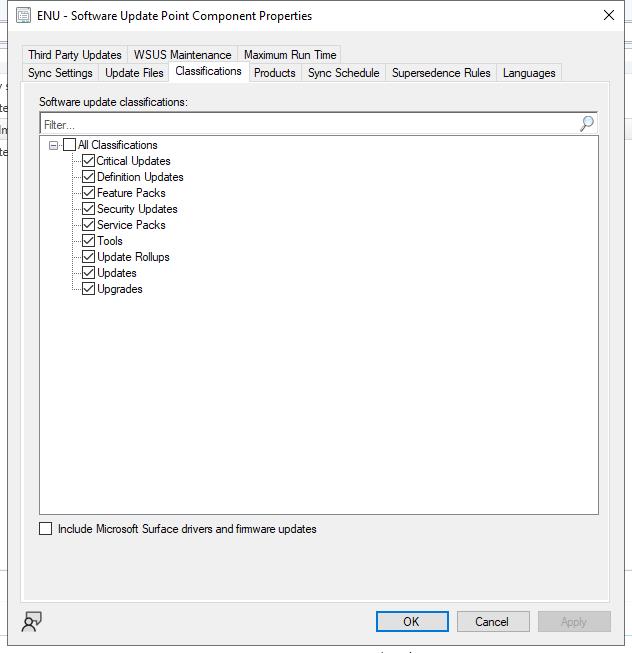 ENU - Software Update Point Component Properties
Third Party Updates WSUS Maintenance Maximum Run Time
Sync Settings Update Files Classifications Products Sync Schedule Supersedence Rules Languages
Software update classifications:
Filter...
All Classifications
Critical Updates
Definition Updates
Feature Packs
Security Updates
Service Packs
Tools
Update Rollups
Updates
Upgrades
Include Microsoft Surface drivers and firmware updates
OK Cancel Apply